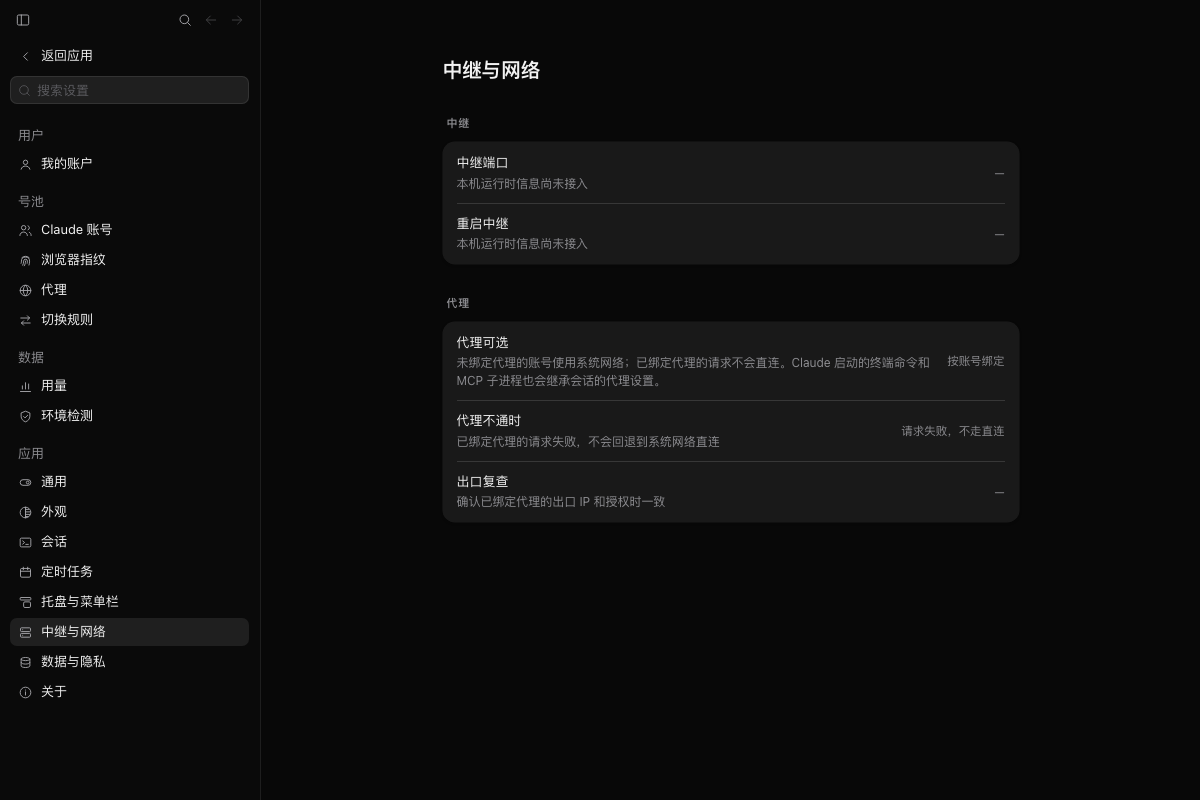 返回应用
搜索设置
用户
我的账户
号池
Claude 账号
浏览器指纹
代理
切换规则
数据
用量
环境检测
应用
通用
外观
会话
定时任务
托盘与菜单栏
中继与网络
数据与隐私
关于
中继与网络
中继
中继端口
本机运行时信息尚未接入
—
重启中继
本机运行时信息尚未接入
—
代理
代理可选
未绑定代理的账号使用系统网络；已绑定代理的请求不会直连。Claude 启动的终端命令和
MCP 子进程也会继承会话的代理设置。
按账号绑定
代理不通时
已绑定代理的请求失败，不会回退到系统网络直连
请求失败，不走直连
出口复查
确认已绑定代理的出口 IP 和授权时一致
—